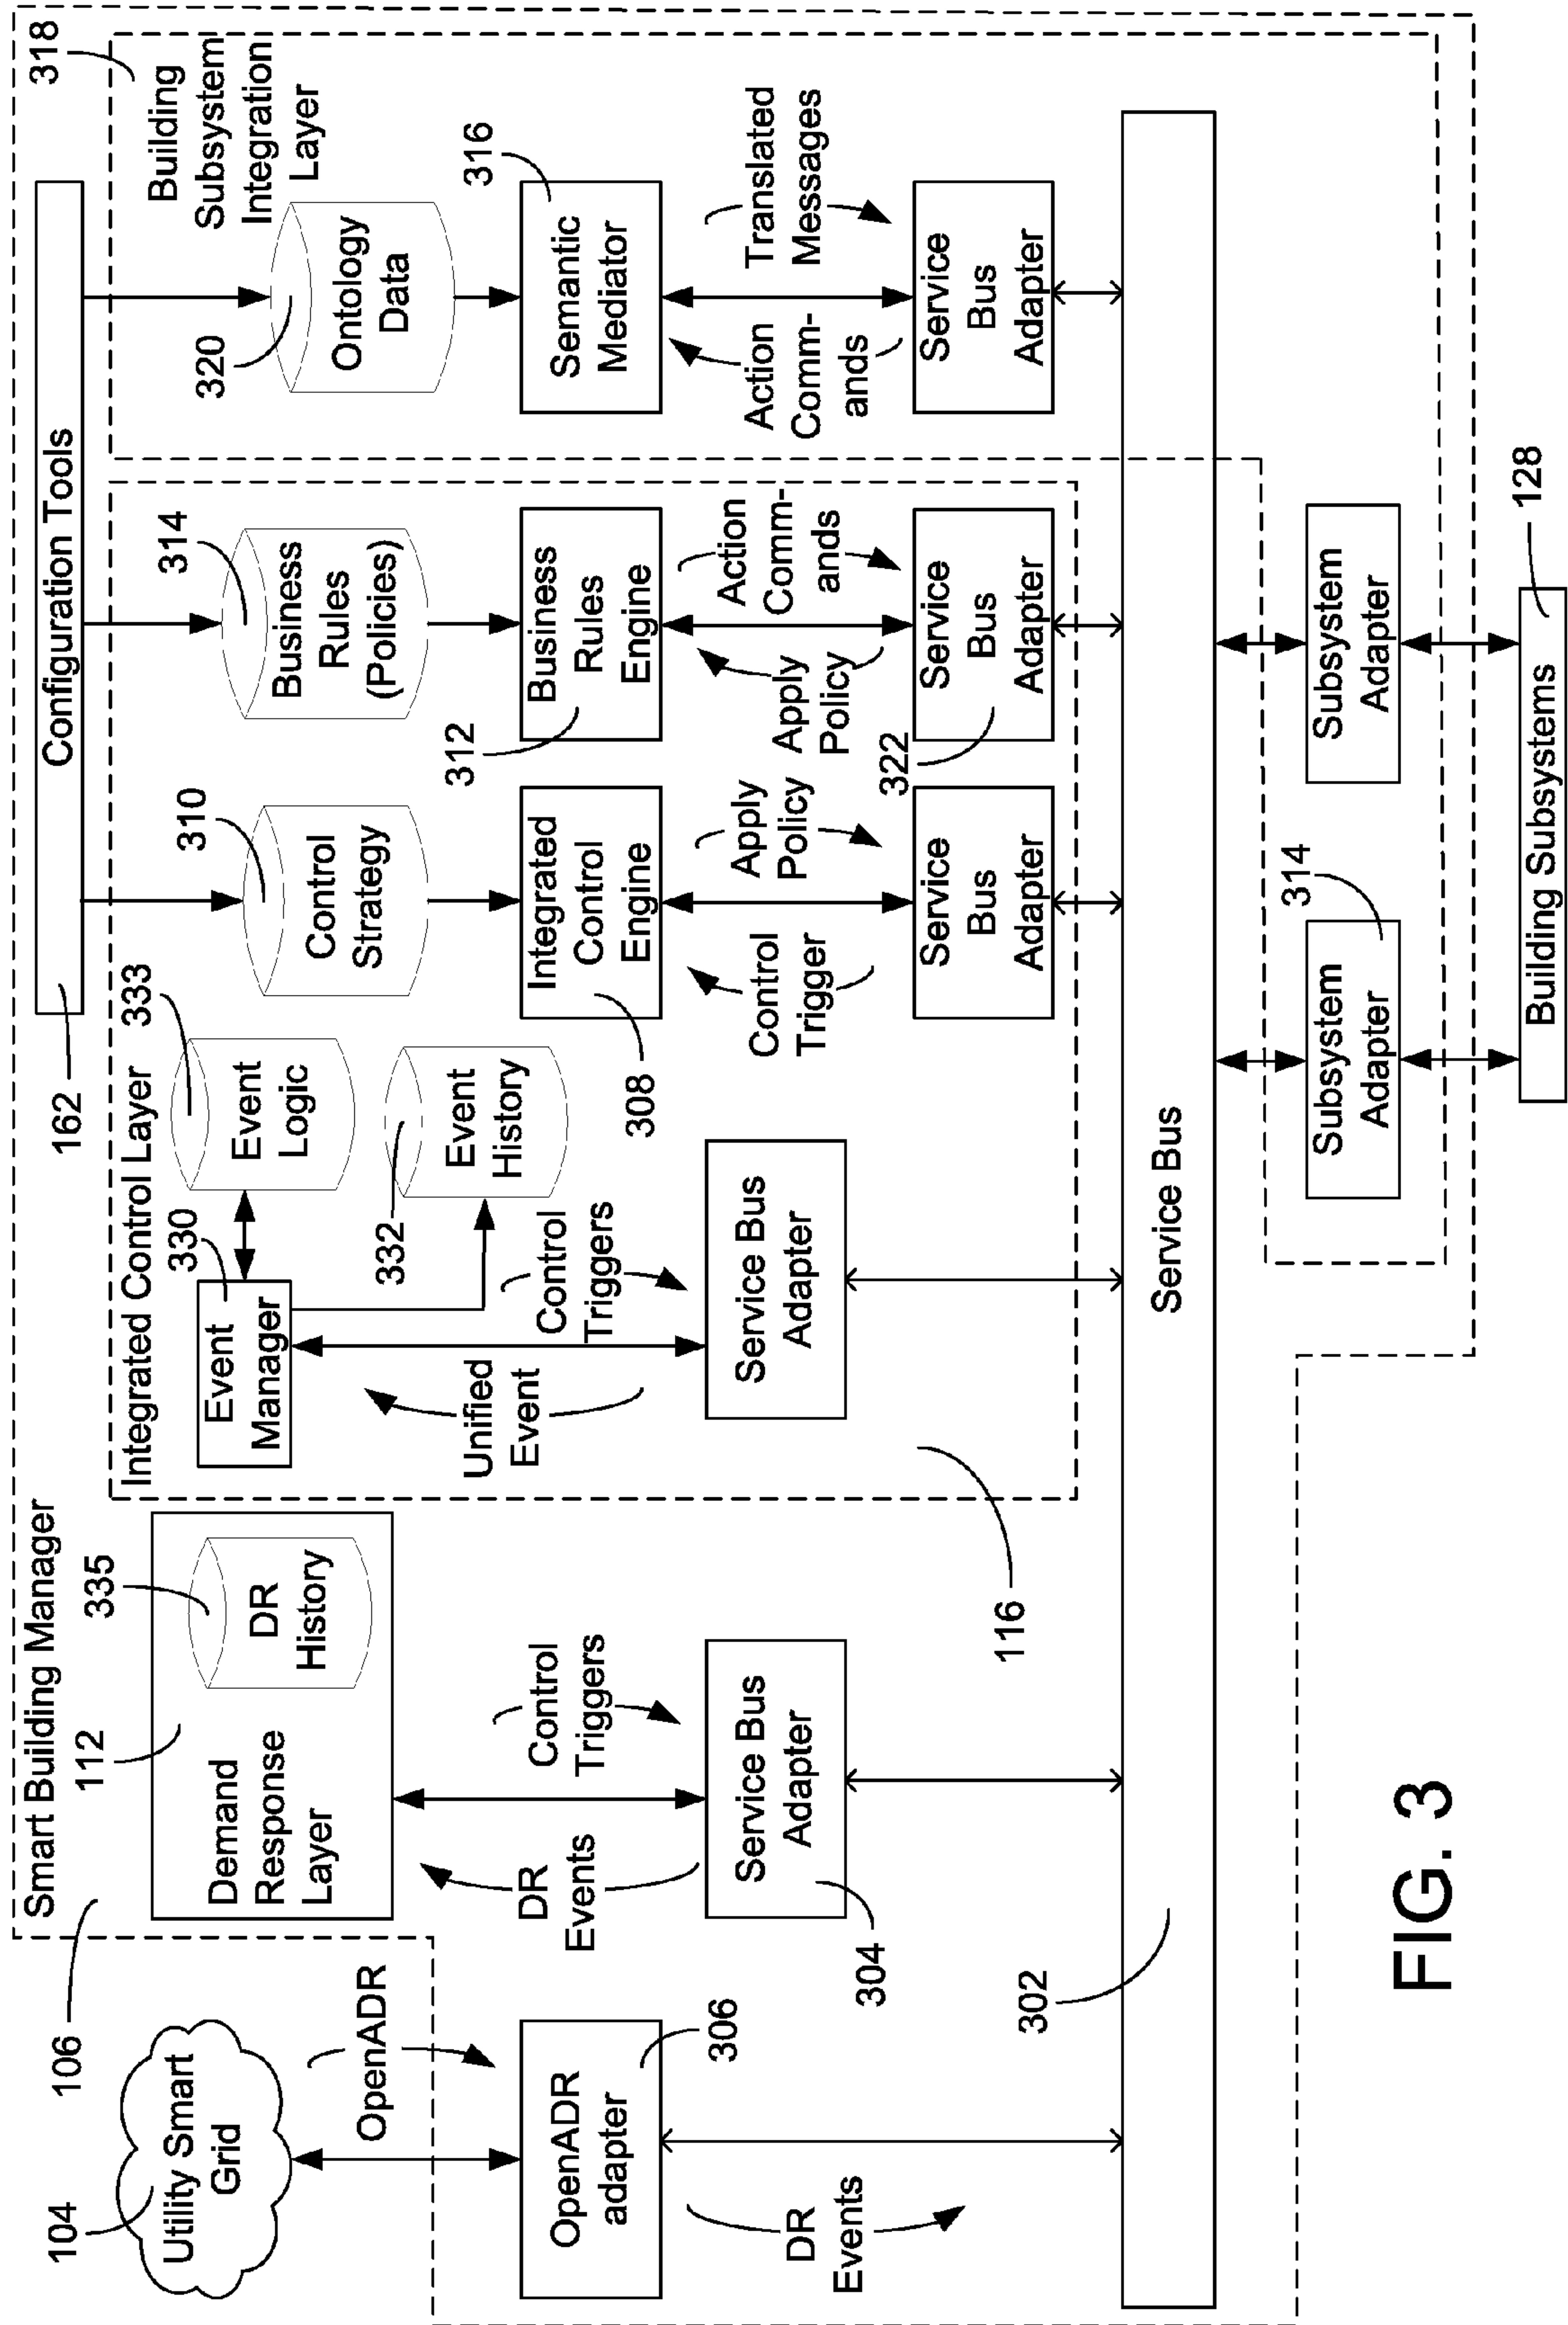 Smart Building Manager
106
104
Utility Smart
Grid
OpenADR
OpenADR
adapter
306
DR
Events
112
335
Demand
Response
Layer
DR
History
DR
Events
Control
Triggers
Service Bus
Adapter
304
Integrated Control Layer
116
330
Event
Manager
333
Event
Logic
332
Event
History
Unified
Event
Control
Triggers
Service Bus
Adapter
162
Configuration Tools
310
Control
Strategy
Integrated
Control
Engine
308
Control
Trigger
Apply
Policy
Service
Bus
Adapter
314
Business
Rules
(Policies)
Business
Rules
Engine
312
Apply
Policy
Action
Comm-
ands
Service
Bus
Adapter
322
318
Building
Subsystem
Integration
Layer
320
Ontology
Data
316
Semantic
Mediator
Action
Comm-
ands
Translated
Messages
Service
Bus
Adapter
302
Service Bus
Subsystem
Adapter
314
Subsystem
Adapter
Building Subsystems
128
FIG. 3